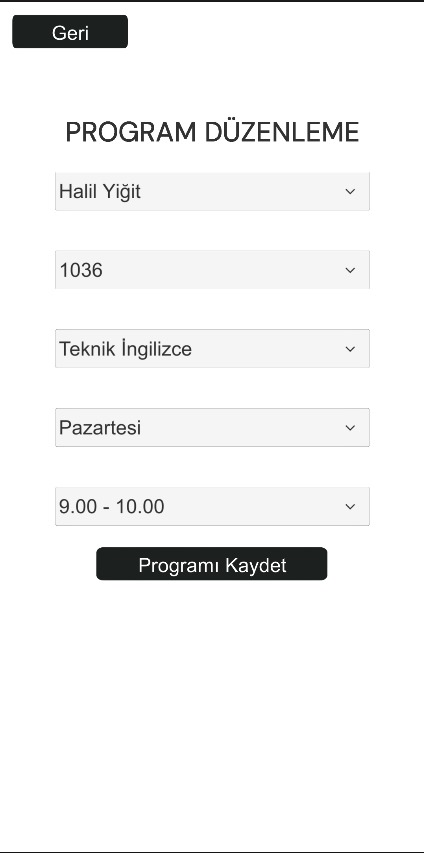 Geri
PROGRAM DÜZENLEME
Halil Yiğit
1036
Teknik İngilizce
Pazartesi
9.00 - 10.00
Programı Kaydet